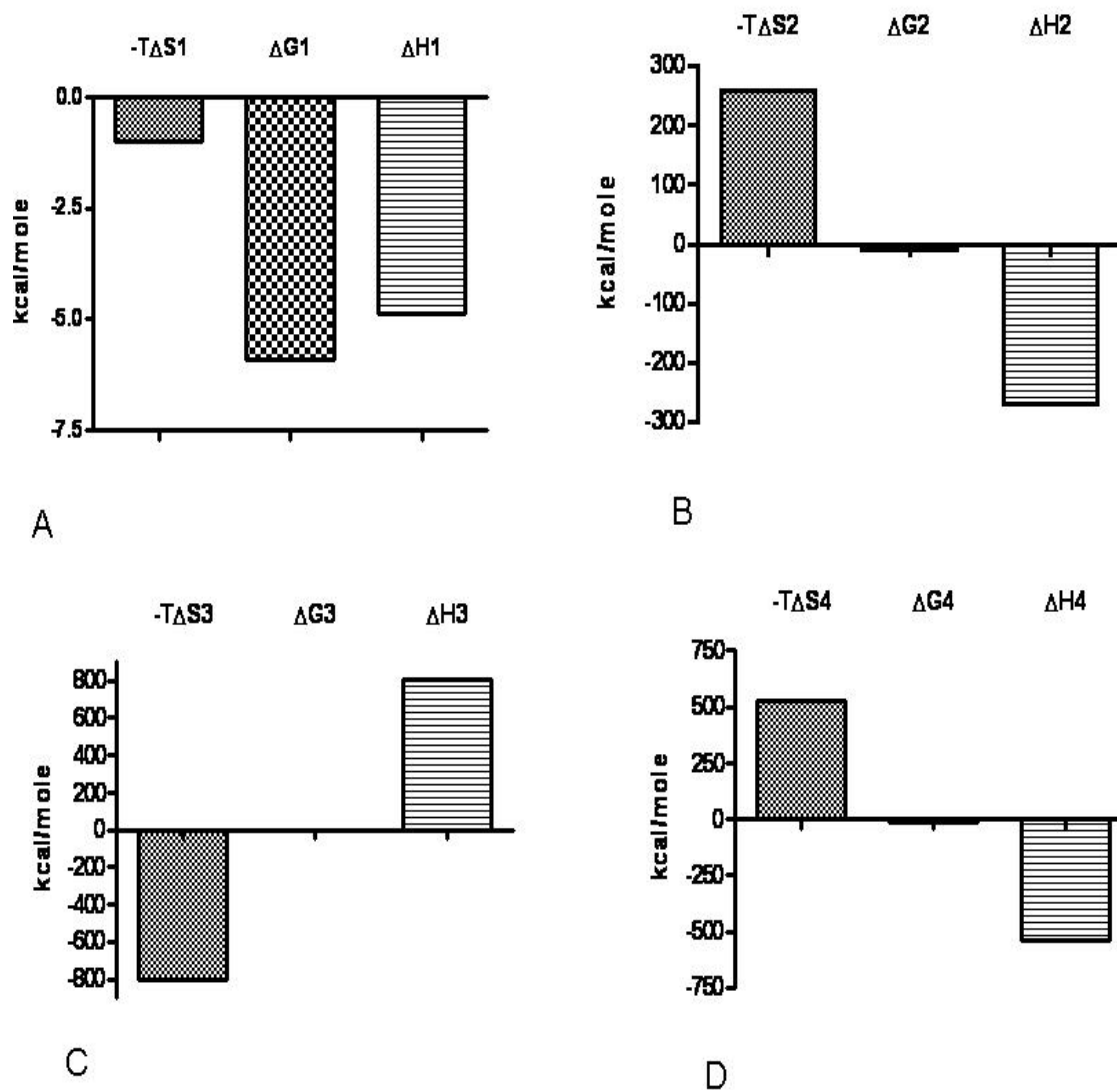 -TΔS1 ΔG1 ΔH1
0.0
-2.5
-5.0
-7.5
kcal/mole
A
-TΔS2 ΔG2 ΔH2
300
200
100
0
-100
-200
-300
kcal/mole
B
-TΔS3 ΔG3 ΔH3
800
600
400
200
0
-200
-400
-600
-800
kcal/mole
C
-TΔS4 ΔG4 ΔH4
750
500
250
0
-250
-500
-750
kcal/mole
D